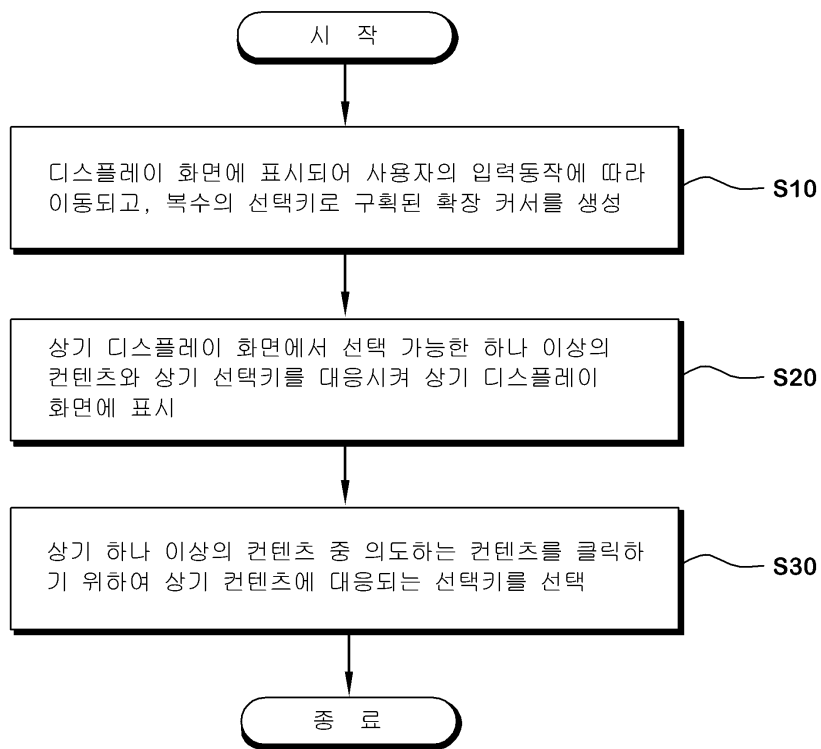 시 작
디스플레이 화면에 표시되어 사용자의 입력동작에 따라
이동되고, 복수의 선택키로 구획된 확장 커서를 생성
S10
상기 디스플레이 화면에서 선택 가능한 하나 이상의
컨텐츠와 상기 선택키를 대응시켜 상기 디스플레이
화면에 표시
S20
상기 하나 이상의 컨텐츠 중 의도하는 컨텐츠를 클릭하
기 위하여 상기 컨텐츠에 대응되는 선택키를 선택
S30
종 료